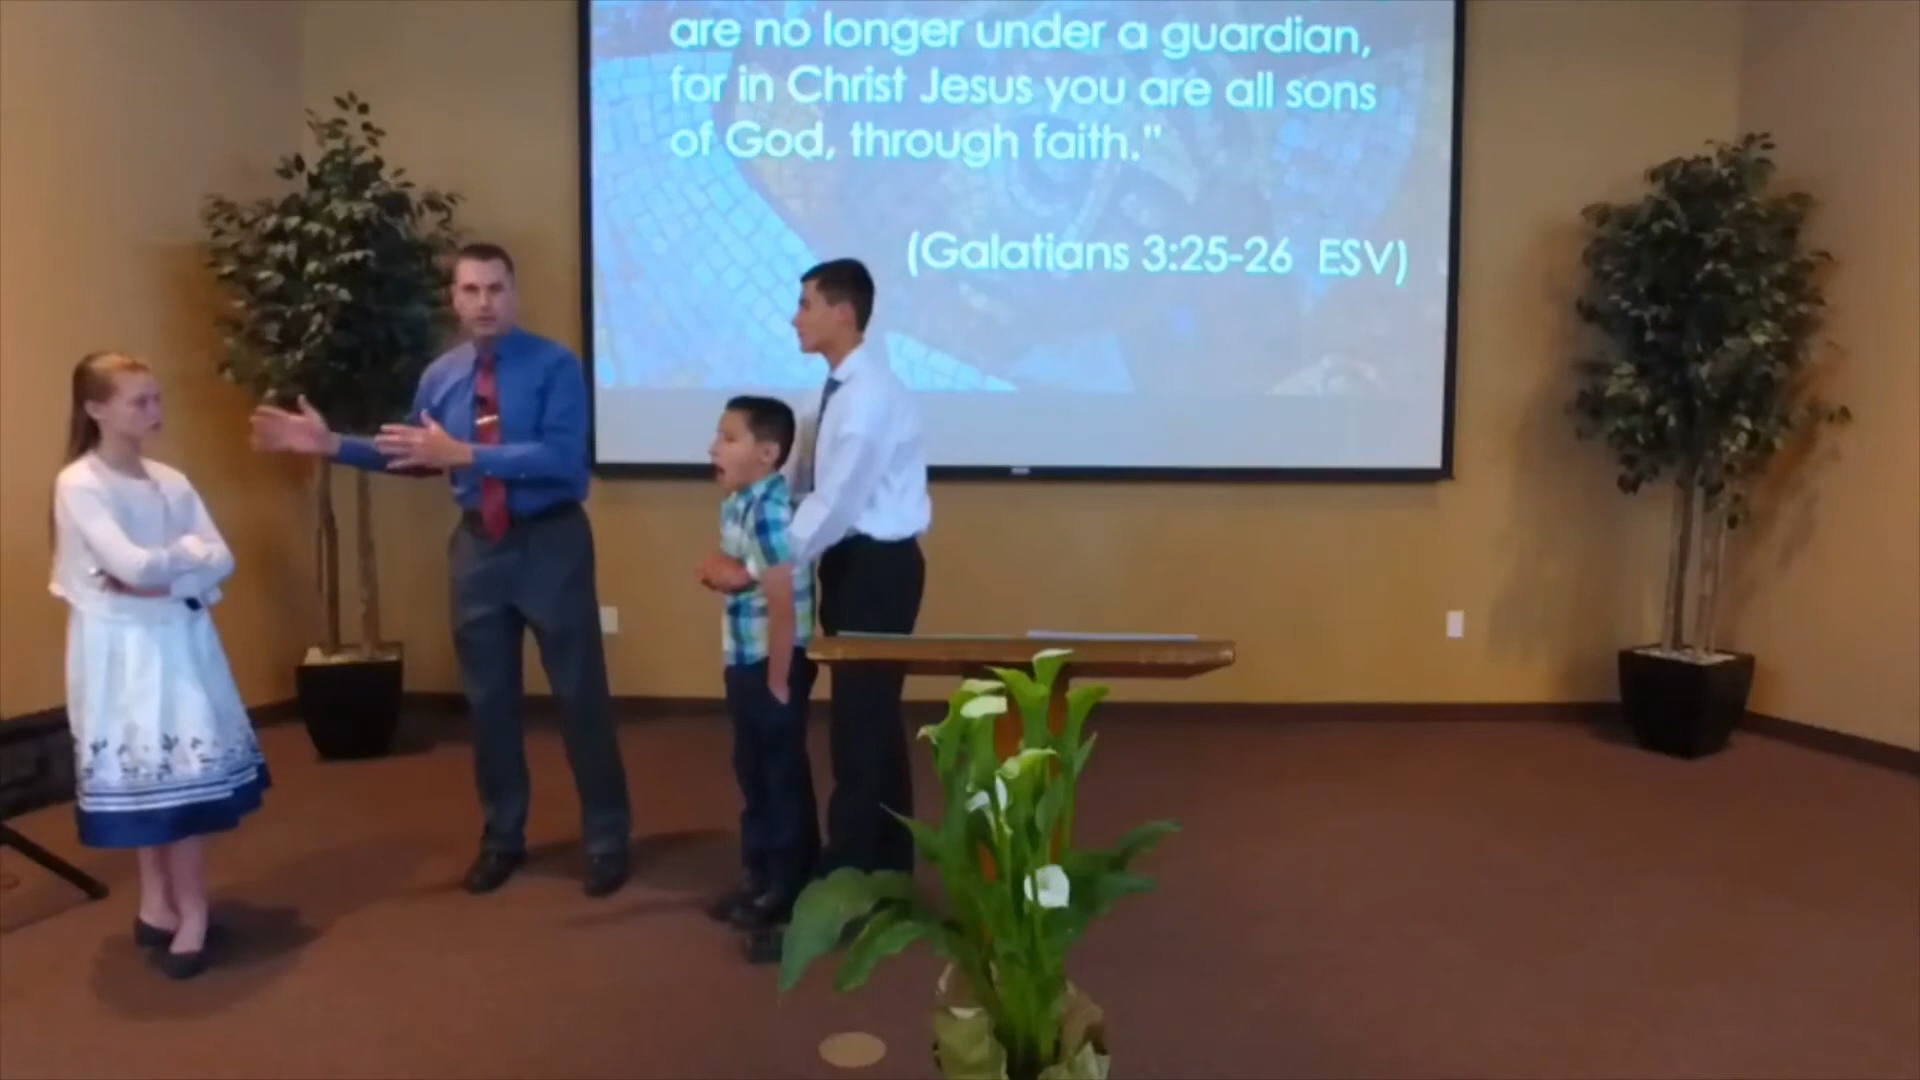 are no longer under a guardian,
for in Christ Jesus you are all sons
of God, through faith."
(Galatians 3:25-26 ESV)